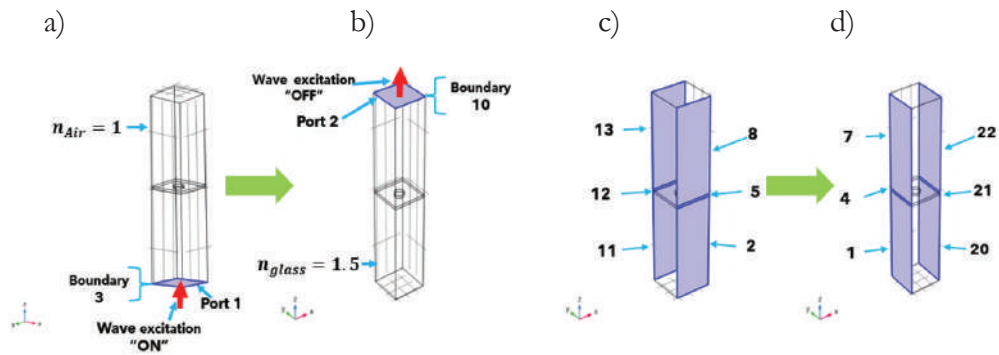 a)
b)
c)
d)
Wave excitation
"OFF"
Port 2
Boundary
10
n_Air = 1
n_glass = 1.5
Boundary
3
Port 1
Wave excitation
"ON"
13
8
12
5
11
2
7
22
4
21
1
20
z
y
x
z
y
x
z
y
x
z
y
x